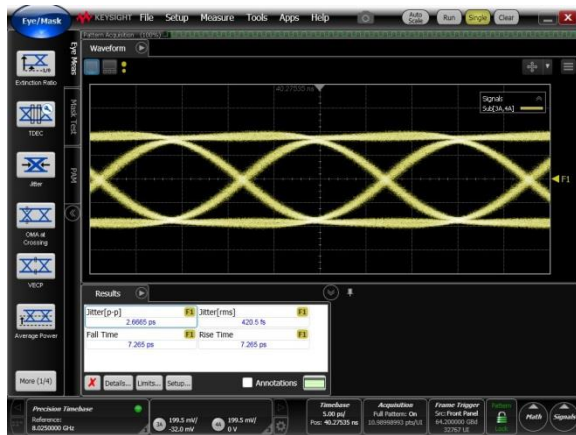 Eye/Mask
KEYSIGHT File Setup Measure Tools Apps Help
Auto Scale
Run
Single
Clear
Pattern Acquisition (100%)
Waveform
Eye Meas
Mask Test
PAM
Extinction Ratio
TDEC
Jitter
OMA at
Crossing
VECP
Average Power
More (1/4)
40.27535 ns
Signals
Sub[3A,4A]
F1
Results
Jitter[p-p] F1 Jitter[rms] F1
2.6665 ps 420.5 fs
Fall Time F1 Rise Time F1
7.265 ps 7.265 ps
Details... Limits... Setup...
Annotations
Precision Timebase
Reference:
8.0250000 GHz
3A 199.5 mV/
-32.0 mV
4A 199.5 mV/
0 V
Timebase
5.00 ps/
Pos: 40.27535 ns
Acquisition
Full Pattern: On
10.98998993 pts/UI
Frame Trigger
Src: Front Panel
64.200000 GBd
32767 UI
Pattern
Lock
Math
Signals